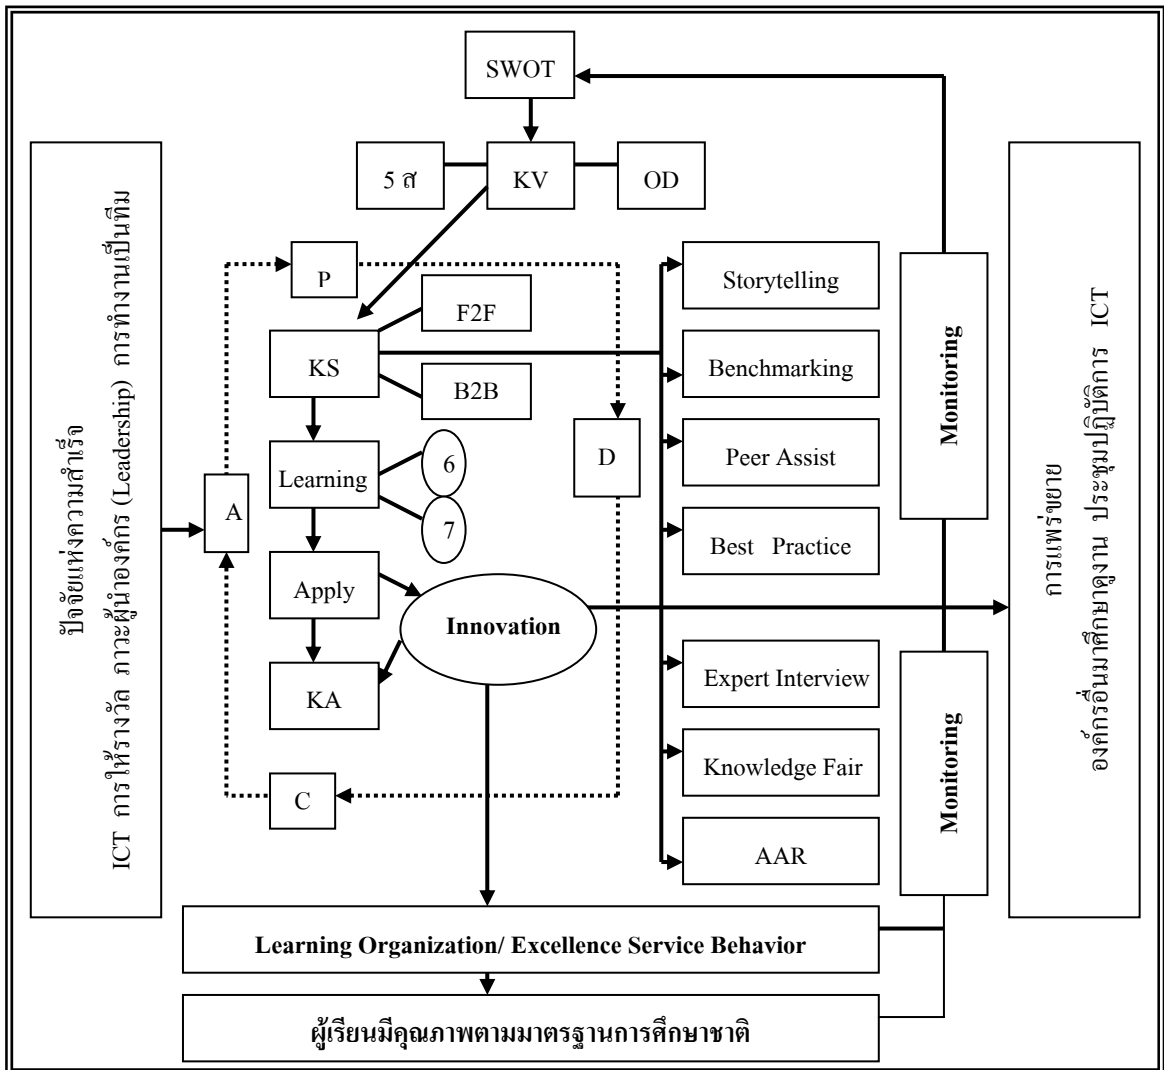 SWOT
5 ส
KV
OD
P
F2F
KS
B2B
Learning
6
7
A
D
Apply
Innovation
KA
C
Storytelling
Benchmarking
Peer Assist
Best Practice
Expert Interview
Knowledge Fair
AAR
Monitoring
Monitoring
ปัจจัยแห่งความสำเร็จ
ICT การให้รางวัล ภาวะผู้นำองค์กร (Leadership) การทำงานเป็นทีม
การแพร่ขยาย
องค์กรอื่นมาศึกษาดูงาน ประชุมปฏิบัติการ ICT
Learning Organization/ Excellence Service Behavior
ผู้เรียนมีคุณภาพตามมาตรฐานการศึกษาชาติ